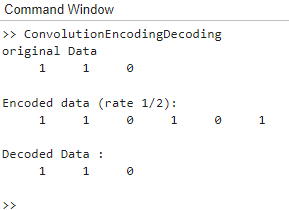 Command Window
>> ConvolutionEncodingDecoding
original Data
1 1 0
Encoded data (rate 1/2):
1 1 0 1 0 1
Decoded Data :
1 1 0
>>